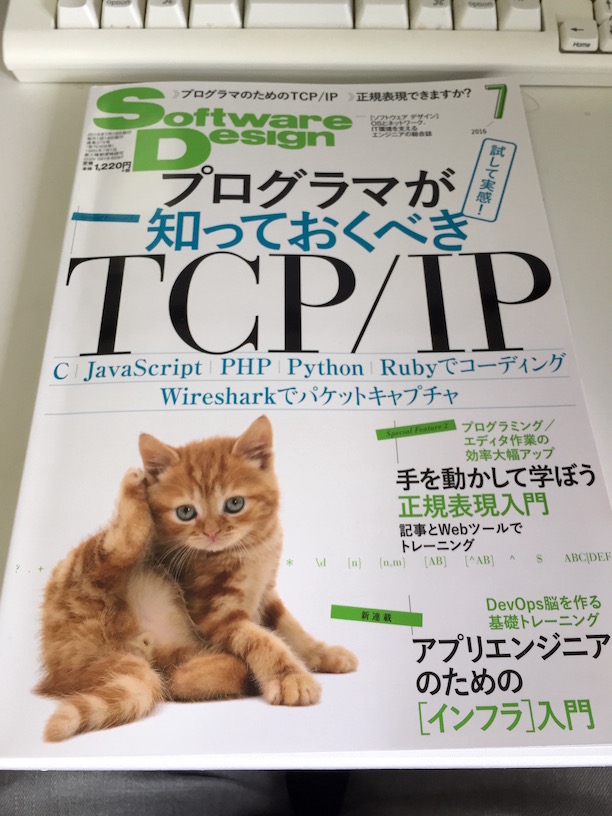 Option
Home
》プログラマのためのTCP/IP 》正規表現できますか?
Software
Design
[ソフトウェア デザイン]
OSとネットワーク、
IT環境を支える
エンジニアの総合誌
2016
7
1,220円
試して実感!
プログラマが
知っておくべき
TCP/IP
C | JavaScript | PHP | Python | Rubyでコーディング
Wiresharkでパケットキャプチャ
Special Feature 2
プログラミング/
エディタ作業の
効率大幅アップ
手を動かして学ぼう
正規表現入門
記事とWebツールで
トレーニング
? . + * \d {n} {n,m} [AB] [^AB] ^ $ ABC|DEF
新連載
DevOps脳を作る
基礎トレーニング
アプリエンジニア
のための
[インフラ]入門